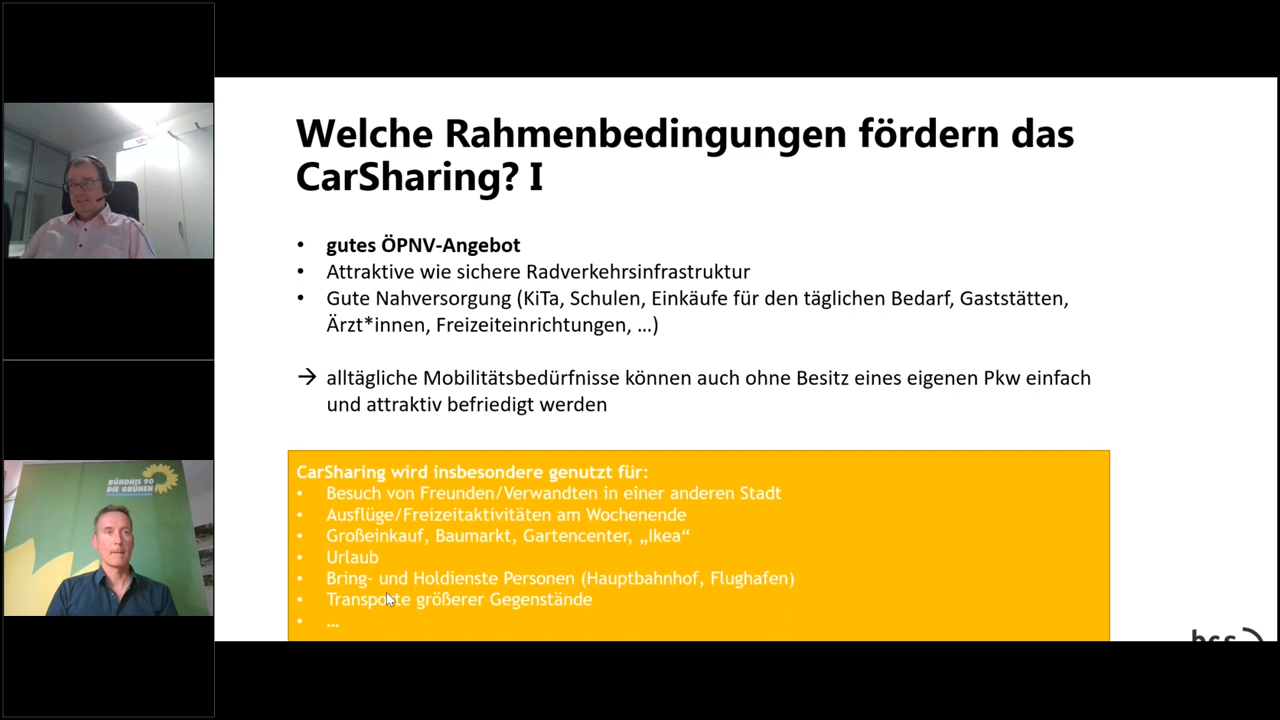 Welche Rahmenbedingungen fördern das
CarSharing? I
• gutes ÖPNV-Angebot
• Attraktive wie sichere Radverkehrsinfrastruktur
• Gute Nahversorgung (KiTa, Schulen, Einkäufe für den täglichen Bedarf, Gaststätten,
Ärzt*innen, Freizeiteinrichtungen, …)
→ alltägliche Mobilitätsbedürfnisse können auch ohne Besitz eines eigenen Pkw einfach
und attraktiv befriedigt werden
CarSharing wird insbesondere genutzt für:
• Besuch von Freunden/Verwandten in einer anderen Stadt
• Ausflüge/Freizeitaktivitäten am Wochenende
• Großeinkauf, Baumarkt, Gartencenter, „Ikea“
• Urlaub
• Bring- und Holdienste Personen (Hauptbahnhof, Flughafen)
• Transporte größerer Gegenstände
• …
bcs
BÜNDNIS 90
DIE GRÜNEN